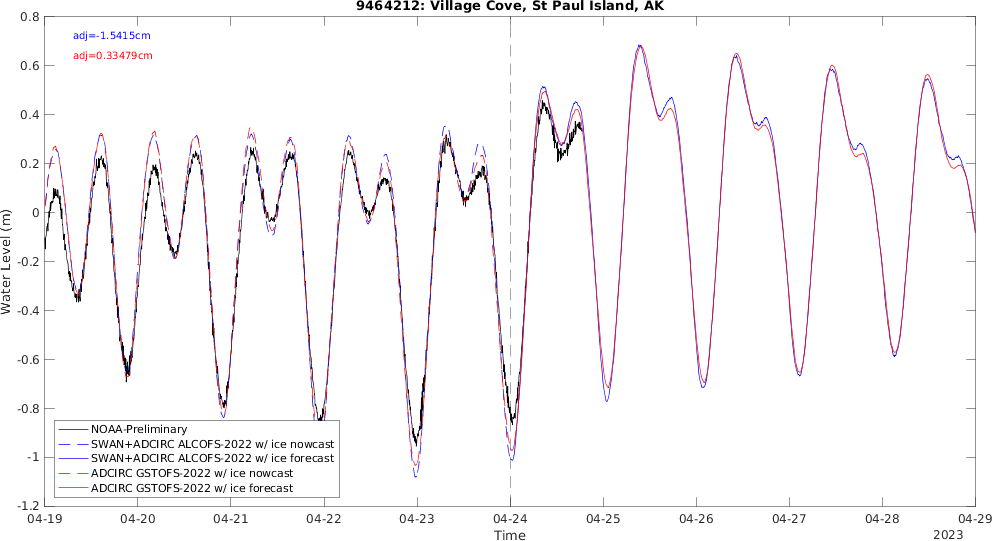 9464212: Village Cove, St Paul Island, AK
adj=-1.5415cm
adj=0.33479cm
0.8
0.6
0.4
0.2
0
-0.2
-0.4
-0.6
-0.8
-1
-1.2
Water Level (m)
NOAA-Preliminary
SWAN+ADCIRC ALCOFS-2022 w/ ice nowcast
SWAN+ADCIRC ALCOFS-2022 w/ ice forecast
ADCIRC GSTOFS-2022 w/ ice nowcast
ADCIRC GSTOFS-2022 w/ ice forecast
04-19 04-20 04-21 04-22 04-23 04-24 04-25 04-26 04-27 04-28 04-29
Time
2023